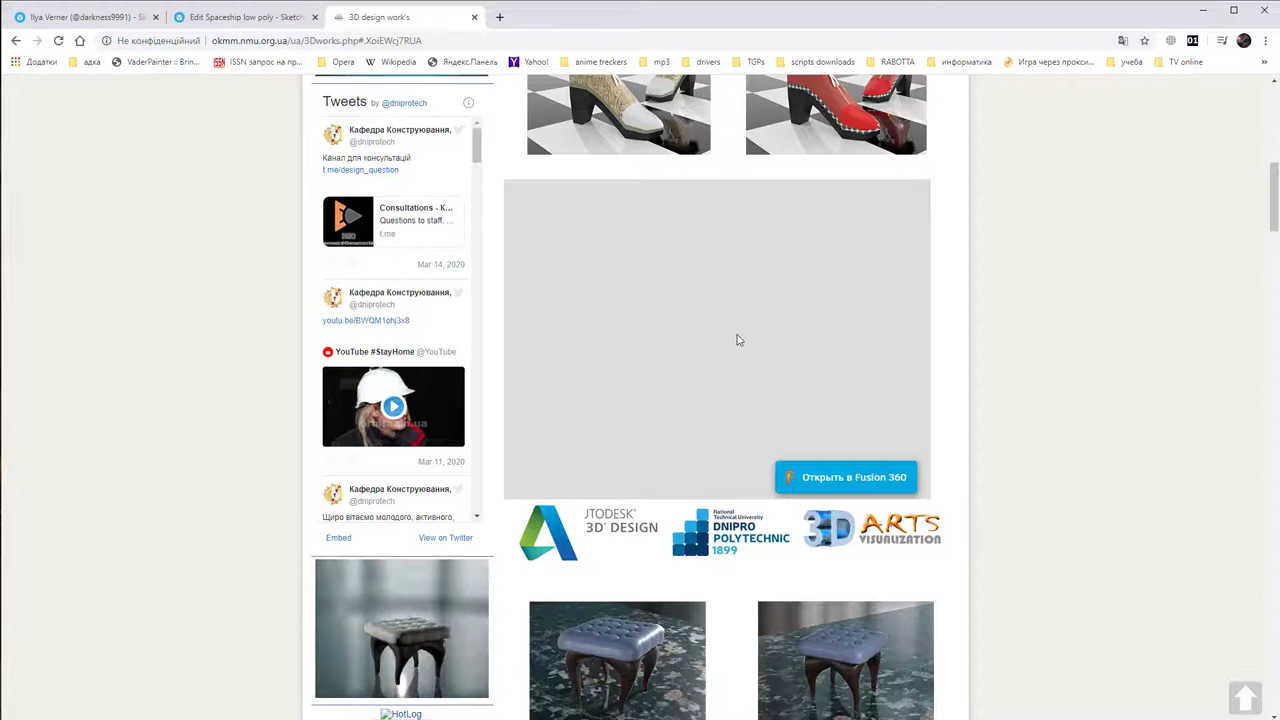 Ilya Verner (@darkness9991) - Sk
Edit Spaceship low poly - Sketch
3D design work's
Не конфіденційний
okmm.nmu.org.ua/ua/3Dworks.php#.XoiEWcj7RUA
Додатки
адка
VaderPainter :: Brin...
ISSN запрос на пр...
Opera
Wikipedia
Яндекс.Панель
Yahoo!
anime treckers
mp3
drivers
TGPs
scripts downloads
RABOTTA
информатика
Игра через прокси...
учеба
TV online
Tweets by @dniprotech
Кафедра Конструювання,
@dniprotech
Канал для консультацій
t.me/design_question
Consultations - К...
Questions to staff. ...
t.me
Mar 14, 2020
Кафедра Конструювання,
@dniprotech
youtu.be/BWQM1ohj3x8
YouTube #StayHome @YouTube
Mar 11, 2020
Кафедра Конструювання,
@dniprotech
Щиро вітаємо молодого, активного,
Embed
View on Twitter
HotLog
Открыть в Fusion 360
JTODESK®
3D® DESIGN
National
Technical University
DNIPRO
POLYTECHNIC
1899
3D ARTS
VISUALIZATION